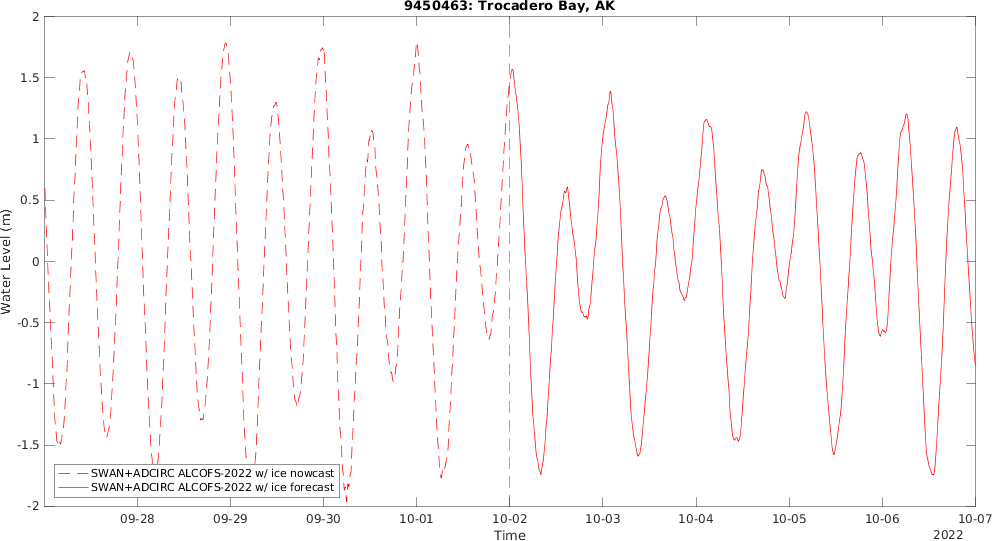 9450463: Trocadero Bay, AK
2
1.5
1
0.5
0
-0.5
-1
-1.5
-2
Water Level (m)
SWAN+ADCIRC ALCOFS-2022 w/ ice nowcast
SWAN+ADCIRC ALCOFS-2022 w/ ice forecast
09-28 09-29 09-30 10-01 10-02 10-03 10-04 10-05 10-06 10-07
Time
2022